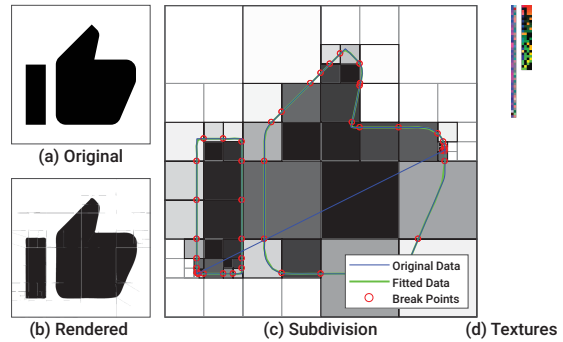 (a) Original
(b) Rendered
Original Data
Fitted Data
Break Points
(c) Subdivision
(d) Textures